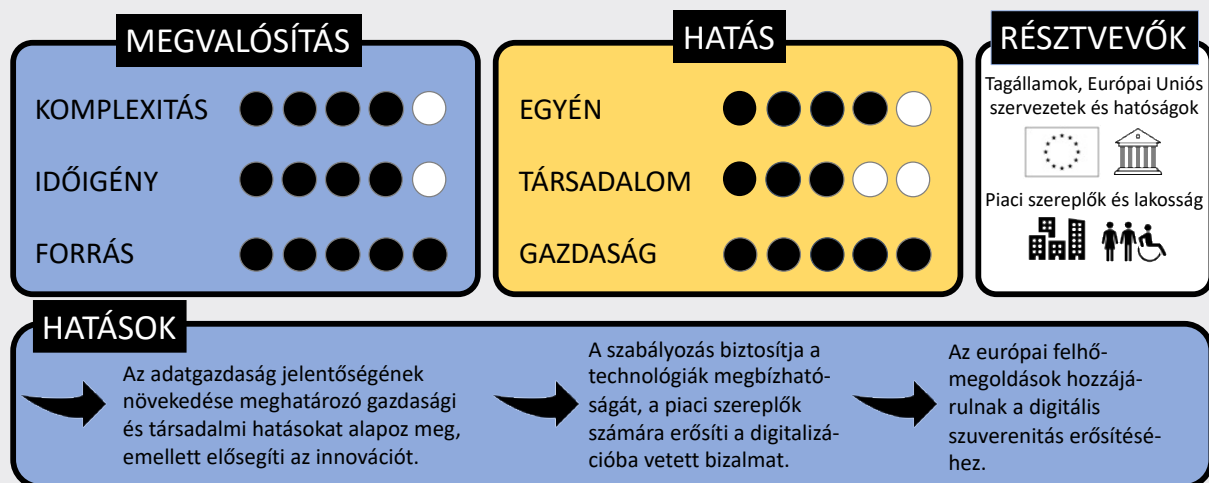 MEGVALÓSÍTÁS
KOMPLEXITÁS
IDŐIGÉNY
FORRÁS
HATÁS
EGYÉN
TÁRSADALOM
GAZDASÁG
RÉSZTVEVŐK
Tagállamok, Európai Uniós
szervezetek és hatóságok
Piaci szereplők és lakosság
HATÁSOK
Az adatgazdaság jelentőségének
növekedése meghatározó gazdasági
és társadalmi hatásokat alapoz meg,
emellett elősegíti az innovációt.
A szabályozás biztosítja a
technológiák megbízható-
ságát, a piaci szereplők
számára erősíti a digitalizá-
cióba vetett bizalmat.
Az európai felhő-
megoldások hozzájá-
rulnak a digitális
szuverenitás erősítésé-
hez.